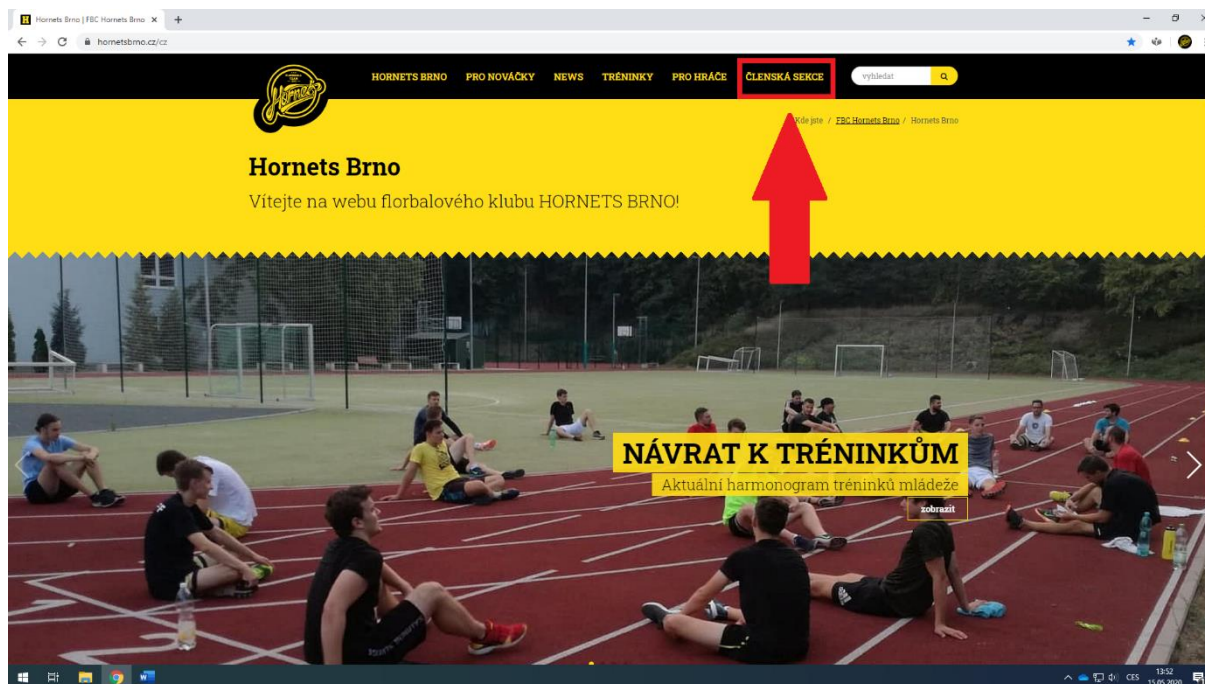 Hornets Brno | FBC Hornets Brno
hornetsbrno.cz/cz
Hornets
HORNETS BRNO PRO NOVÁČKY NEWS TRÉNINKY PRO HRÁČE ČLENSKÁ SEKCE vyhledat
Kde jste / FBC Hornets Brno / Hornets Brno
Hornets Brno
Vítejte na webu florbalového klubu HORNETS BRNO!
NÁVRAT K TRÉNINKŮM
Aktuální harmonogram tréninků mládeže
zobrazit
CES
13:52
15.05.2020